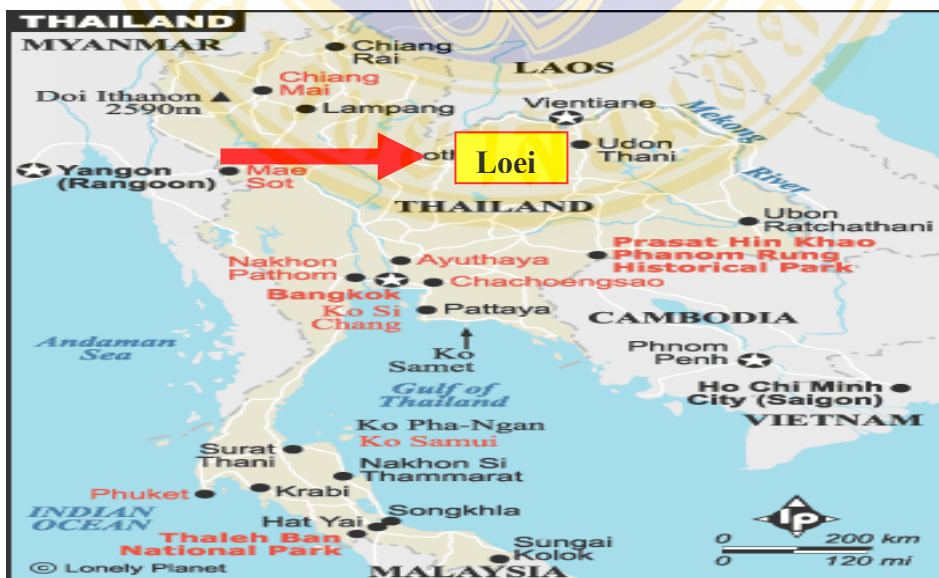 THAILAND
MYANMAR
Chiang
Rai
LAOS
Chiang
Mai
Doi Ithanon
2590m
Lampang
Vientiane
Mekong
River
Udon
Thani
Loei
Yangon
(Rangoon)
Mae
Sot
THAILAND
Ubon
Ratchathani
Prasat Hin Khao
Phanom Rung
Historical Park
Nakhon
Pathom
Ayuthaya
Chachoengsao
Bangkok
Ko Si
Chang
Pattaya
CAMBODIA
Andaman
Sea
Ko
Samet
Phnom
Penh
Gulf of
Thailand
Ho Chi Minh
City (Saigon)
VIETNAM
Ko Pha-Ngan
Ko Samui
Surat
Thani
Nakhon Si
Thammarat
Phuket
Krabi
INDIAN
OCEAN
Songkhla
Hat Yai
Thaleh Ban
National Park
Sungai
Kolok
MALAYSIA
lp
0 200 km
0 120 mi
© Lonely Planet